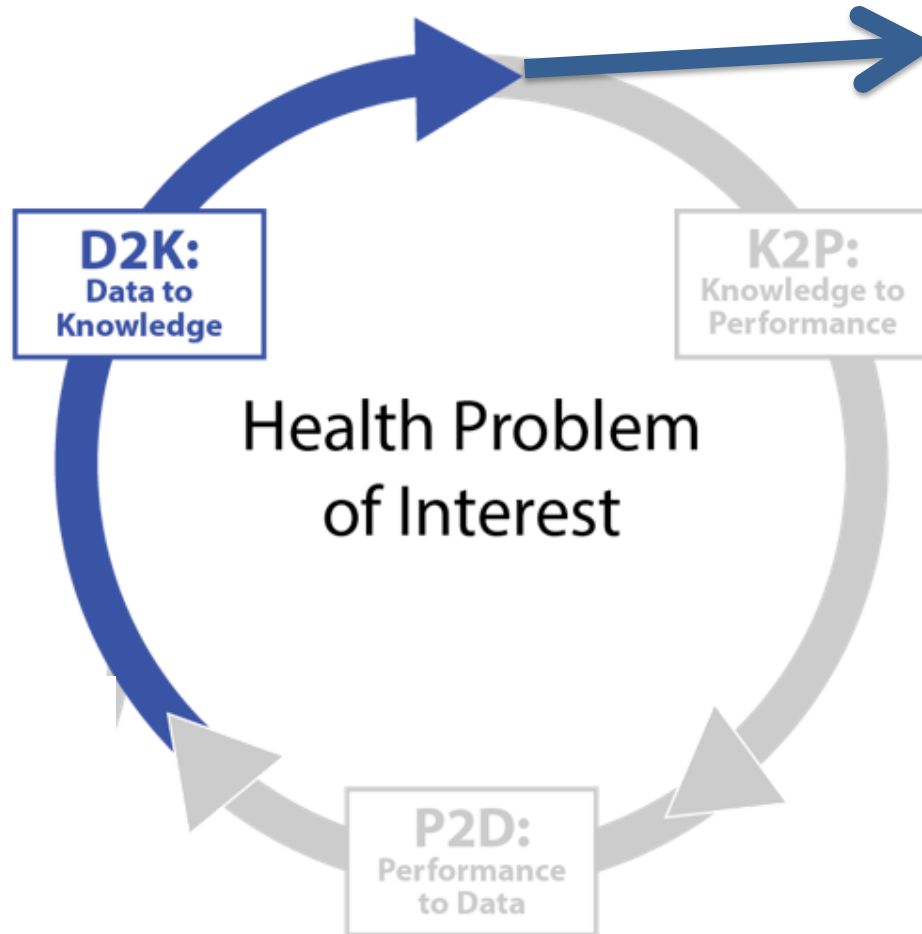 D2K:
Data to
Knowledge
K2P:
Knowledge to
Performance
Health Problem
of Interest
P2D:
Performance
to Data